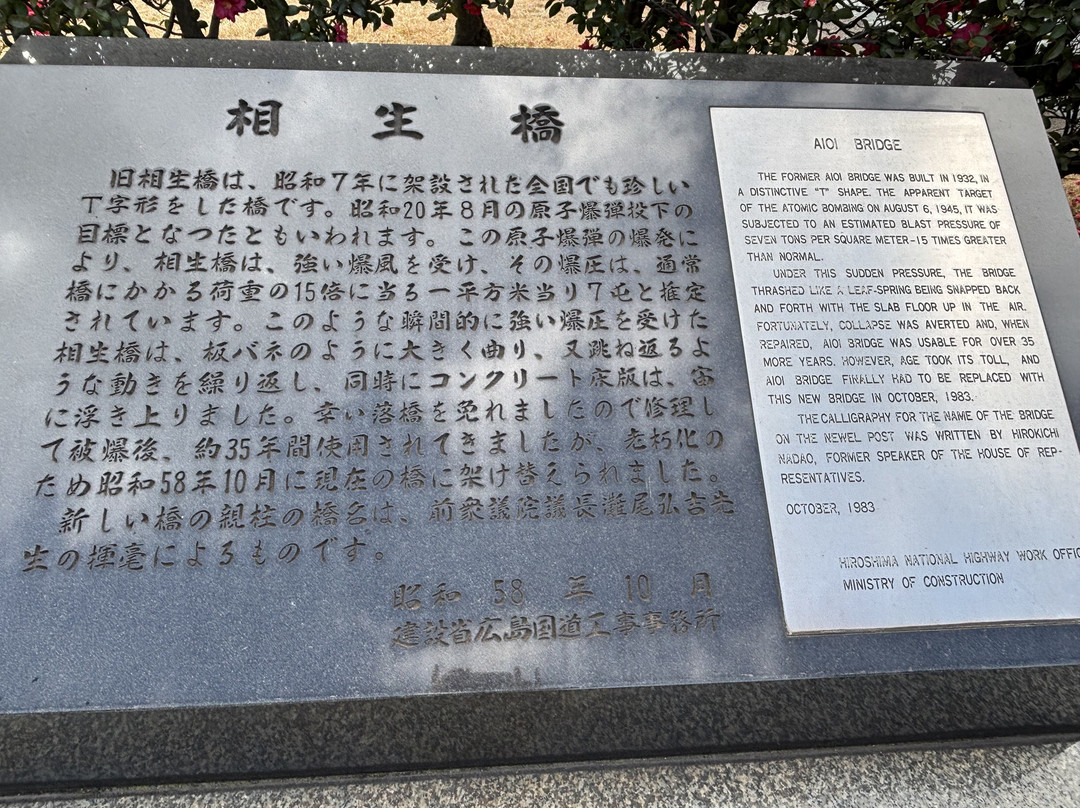 相生橋
旧相生橋は、昭和7年に架設された全国でも珍しい
T字形をした橋です。昭和20年8月の原子爆弾投下の
目標となつたともいわれます。この原子爆弾の爆発に
より、相生橋は、強い爆風を受け、その爆圧は、通常
橋にかかる荷重の15倍に当る一平方米当り7屯と推定
されています。このような瞬間的に強い爆圧を受けた
相生橋は、板バネのように大きく曲り、又跳ね返るよ
うな動きを繰り返し、同時にコンクリート床版は、宙
に浮き上りました。幸い落橋を免れましたので修理し
て被爆後、約35年間使用されてきましたが、老朽化の
ため昭和58年10月に現在の橋に架け替えられました。
新しい橋の親柱の橋名は、前衆議院議長灘尾弘吉先
生の揮毫によるものです。
昭和58年10月
建設省広島国道工事事務所
AIOI BRIDGE
THE FORMER AIOI BRIDGE WAS BUILT IN 1932, IN
A DISTINCTIVE "T" SHAPE. THE APPARENT TARGET
OF THE ATOMIC BOMBING ON AUGUST 6, 1945, IT WAS
SUBJECTED TO AN ESTIMATED BLAST PRESSURE OF
SEVEN TONS PER SQUARE METER-15 TIMES GREATER
THAN NORMAL.
UNDER THIS SUDDEN PRESSURE, THE BRIDGE
THRASHED LIKE A LEAF-SPRING BEING SNAPPED BACK
AND FORTH WITH THE SLAB FLOOR UP IN THE AIR.
FORTUNATELY, COLLAPSE WAS AVERTED AND, WHEN
REPAIRED, AIOI BRIDGE WAS USABLE FOR OVER 35
MORE YEARS. HOWEVER, AGE TOOK ITS TOLL, AND
AIOI BRIDGE FINALLY HAD TO BE REPLACED WITH
THIS NEW BRIDGE IN OCTOBER, 1983.
THE CALLIGRAPHY FOR THE NAME OF THE BRIDGE
ON THE NEWEL POST WAS WRITTEN BY HIROKICHI
NADAO, FORMER SPEAKER OF THE HOUSE OF REP-
RESENTATIVES.
OCTOBER, 1983
HIROSHIMA NATIONAL HIGHWAY WORK OFFIC
MINISTRY OF CONSTRUCTION